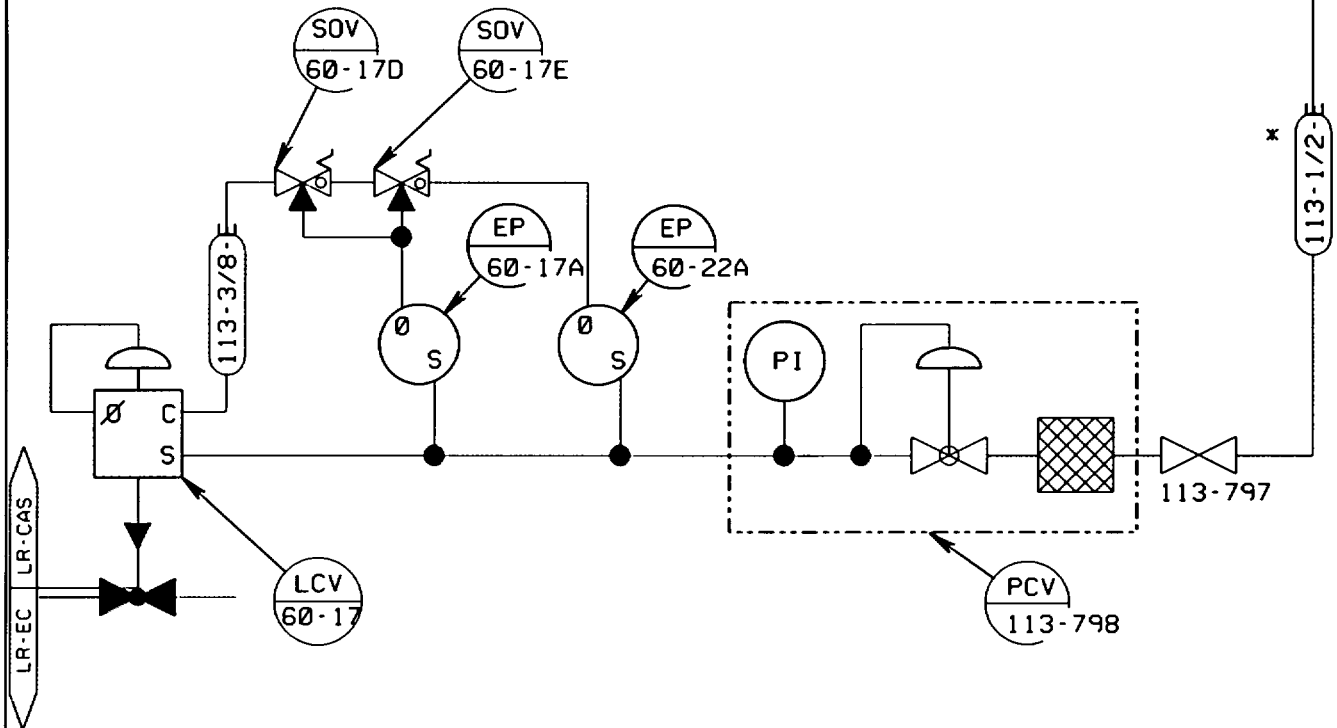 SOV
60-17D
SOV
60-17E
*
113-1/2-
EP
60-17A
EP
60-22A
113-3/8-
Ø
S
Ø
S
PI
Ø C
S
113-797
LR-CAS
LR-EC
LCV
60-17
PCV
113-798